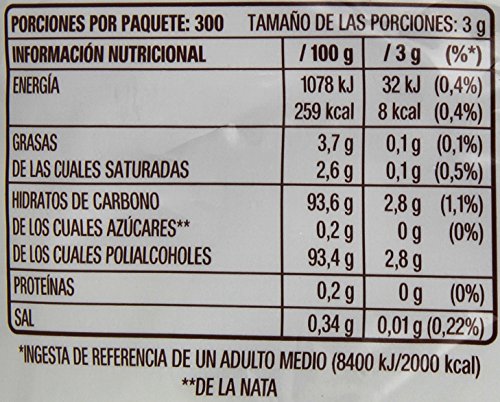 PORCIONES POR PAQUETE: 300 TAMAÑO DE LAS PORCIONES: 3 g
INFORMACIÓN NUTRICIONAL / 100 g / 3 g (%*)
ENERGÍA 1078 kJ 32 kJ (0,4%)
259 kcal 8 kcal (0,4%)
GRASAS 3,7 g 0,1 g (0,1%)
DE LAS CUALES SATURADAS 2,6 g 0,1 g (0,5%)
HIDRATOS DE CARBONO 93,6 g 2,8 g (1,1%)
DE LOS CUALES AZÚCARES** 0,2 g 0 g (0%)
DE LOS CUALES POLIALCOHOLES 93,4 g 2,8 g
PROTEÍNAS 0,2 g 0 g (0%)
SAL 0,34 g 0,01 g (0,22%)
*INGESTA DE REFERENCIA DE UN ADULTO MEDIO (8400 kJ/2000 kcal)
**DE LA NATA